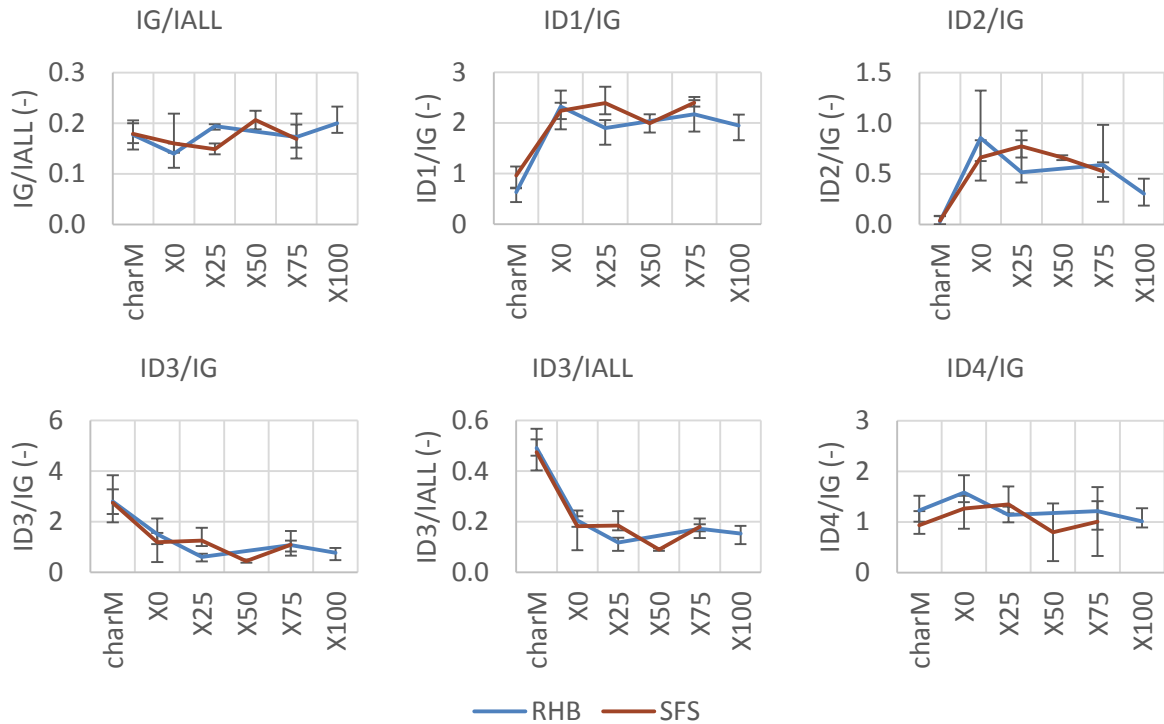 IG/IALL
IG/IALL (-)
0.3
0.2
0.1
0.0
charM
X0
X25
X50
X75
X100
ID1/IG
ID1/IG (-)
3
2
1
0
charM
X0
X25
X50
X75
X100
ID2/IG
ID2/IG (-)
1.5
1.0
0.5
0.0
charM
X0
X25
X50
X75
X100
ID3/IG
ID3/IG (-)
6
4
2
0
charM
X0
X25
X50
X75
X100
ID3/IALL
ID3/IALL (-)
0.6
0.4
0.2
0.0
charM
X0
X25
X50
X75
X100
ID4/IG
ID4/IG (-)
3
2
1
0
charM
X0
X25
X50
X75
X100
RHB
SFS